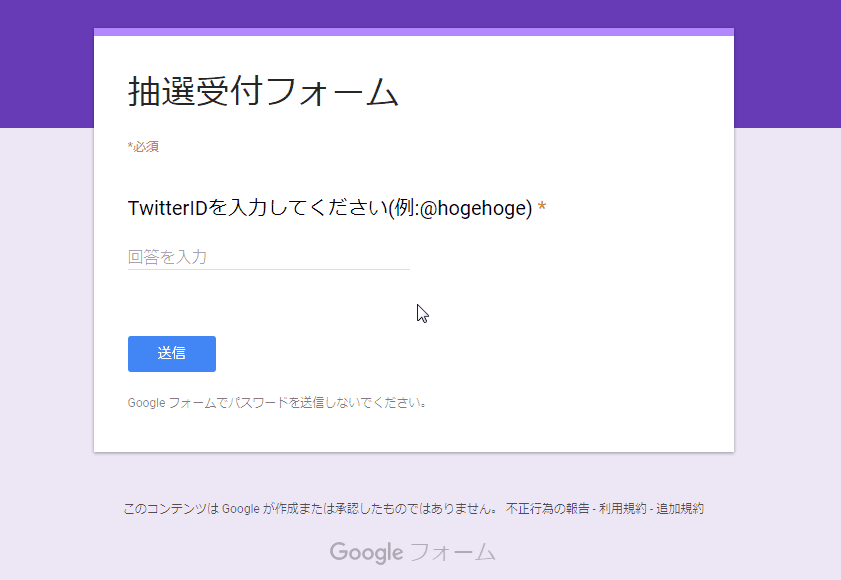 抽選受付フォーム
*必須
TwitterIDを入力してください(例:@hogehoge) *
回答を入力
送信
Google フォームでパスワードを送信しないでください。
このコンテンツは Google が作成または承認したものではありません。 不正行為の報告 - 利用規約 - 追加規約
Google フォーム